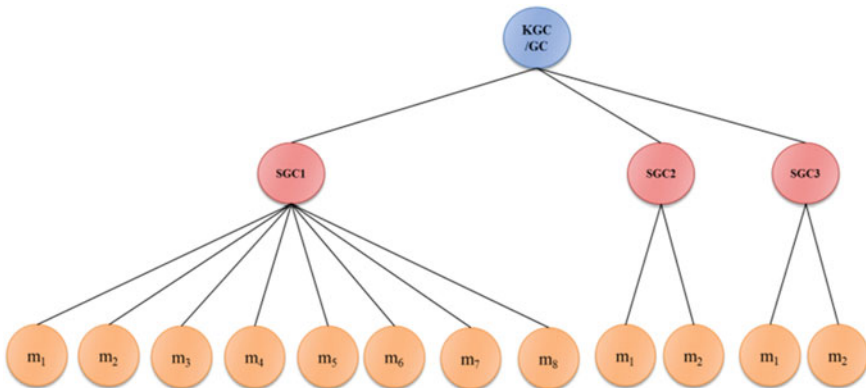 KGC
/GC
SGC1
SGC2
SGC3
m₁
m₂
m₃
m₄
m₅
m₆
m₇
m₈
m₁
m₂
m₁
m₂